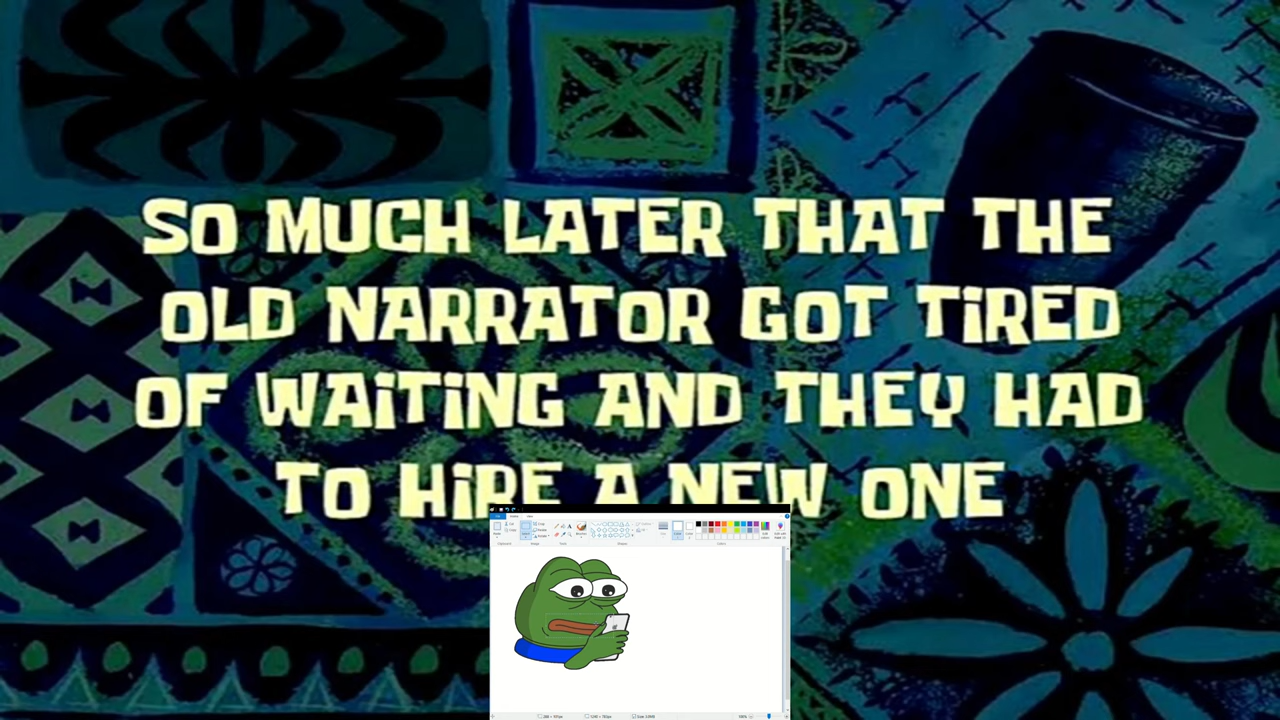 SO MUCH LATER THAT THE
OLD NARRATOR GOT TIRED
OF WAITING AND THEY HAD
TO HIRE A NEW ONE